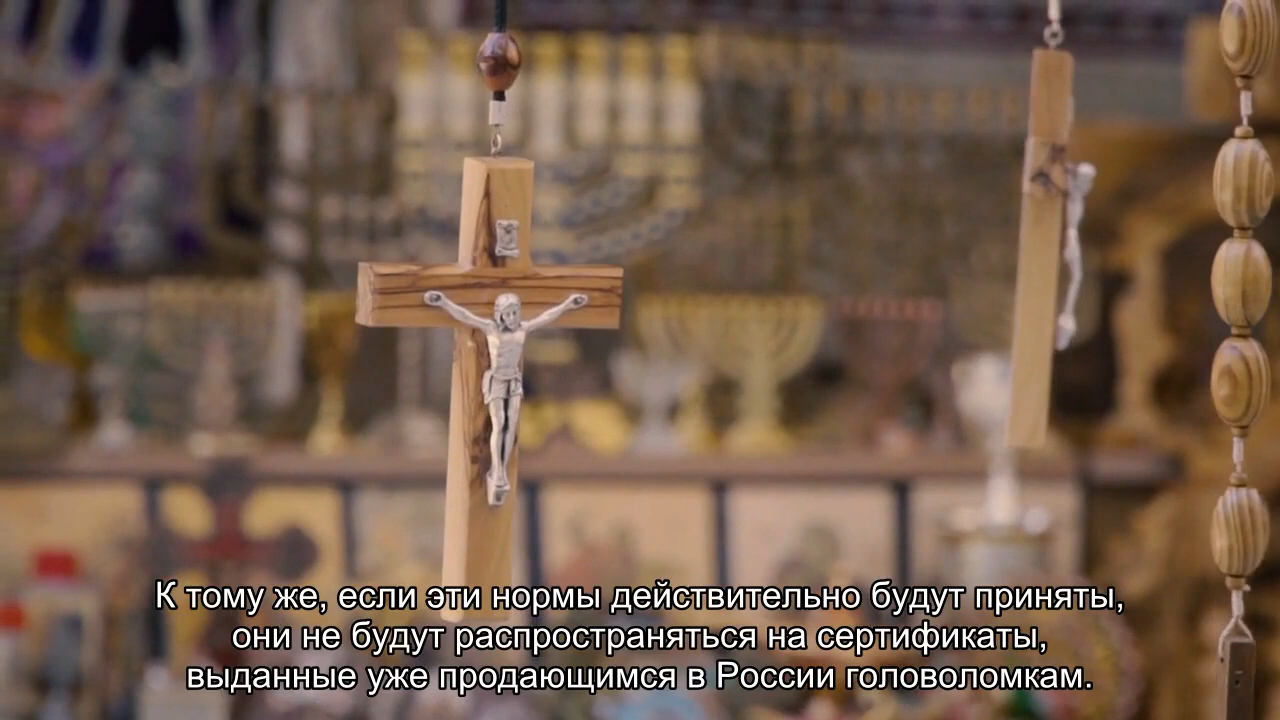 К тому же, если эти нормы действительно будут приняты,
они не будут распространяться на сертификаты,
выданные уже продающимся в России головоломкам.